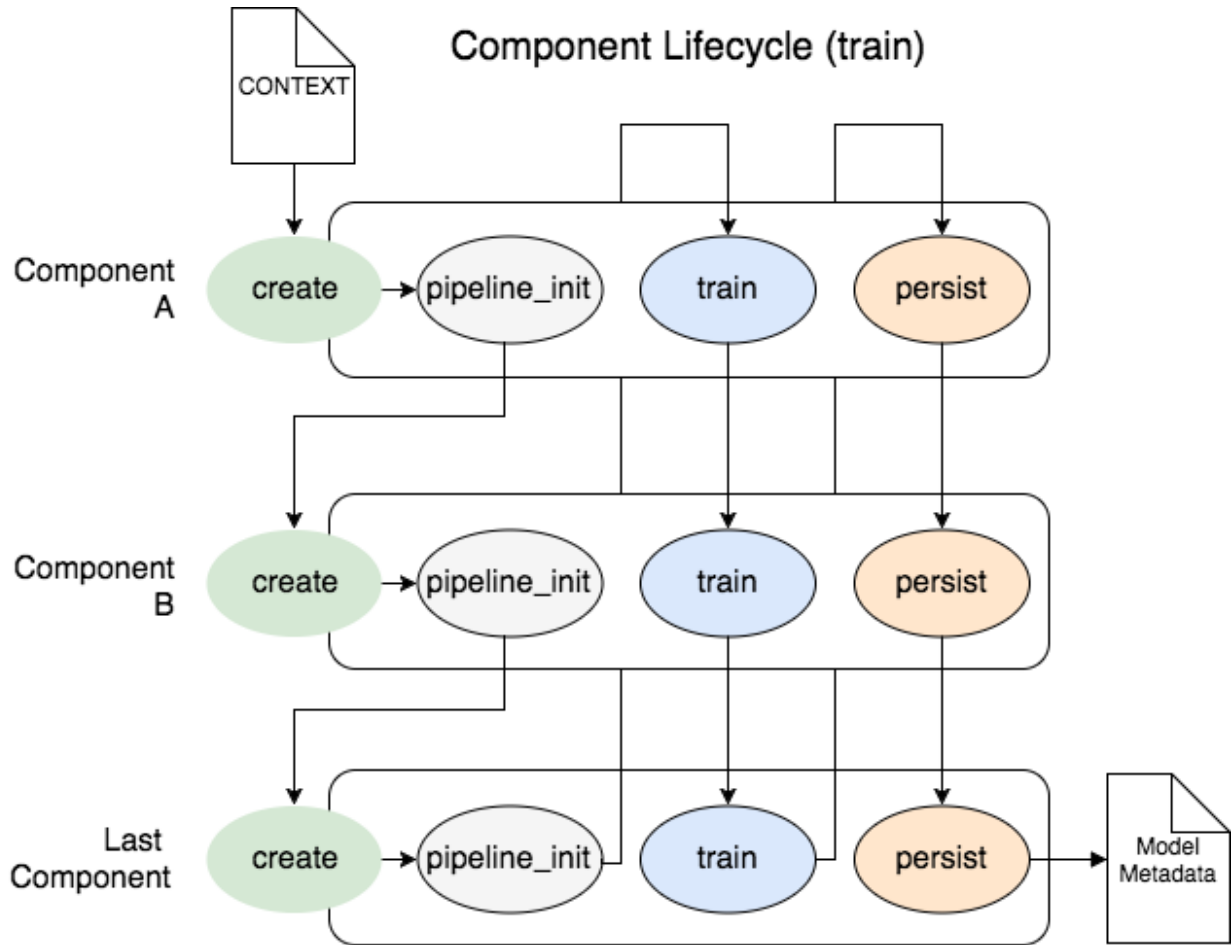 Component Lifecycle (train)
CONTEXT
Component
A
create
pipeline_init
train
persist
Component
B
create
pipeline_init
train
persist
Last
Component
create
pipeline_init
train
persist
Model
Metadata